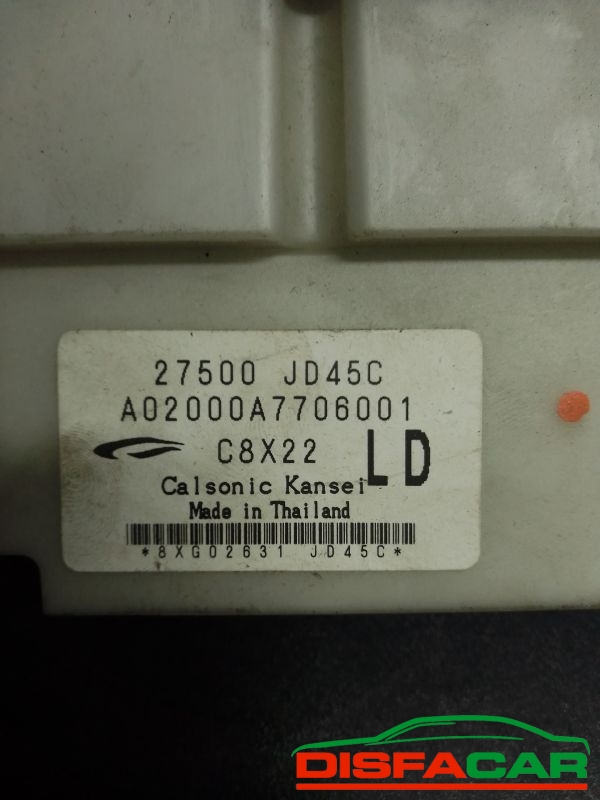 27500 JD45C
A02000A7706001
C8X22 LD
Calsonic Kansei
Made in Thailand
*8XG02631 JD45C*
DISFACAR